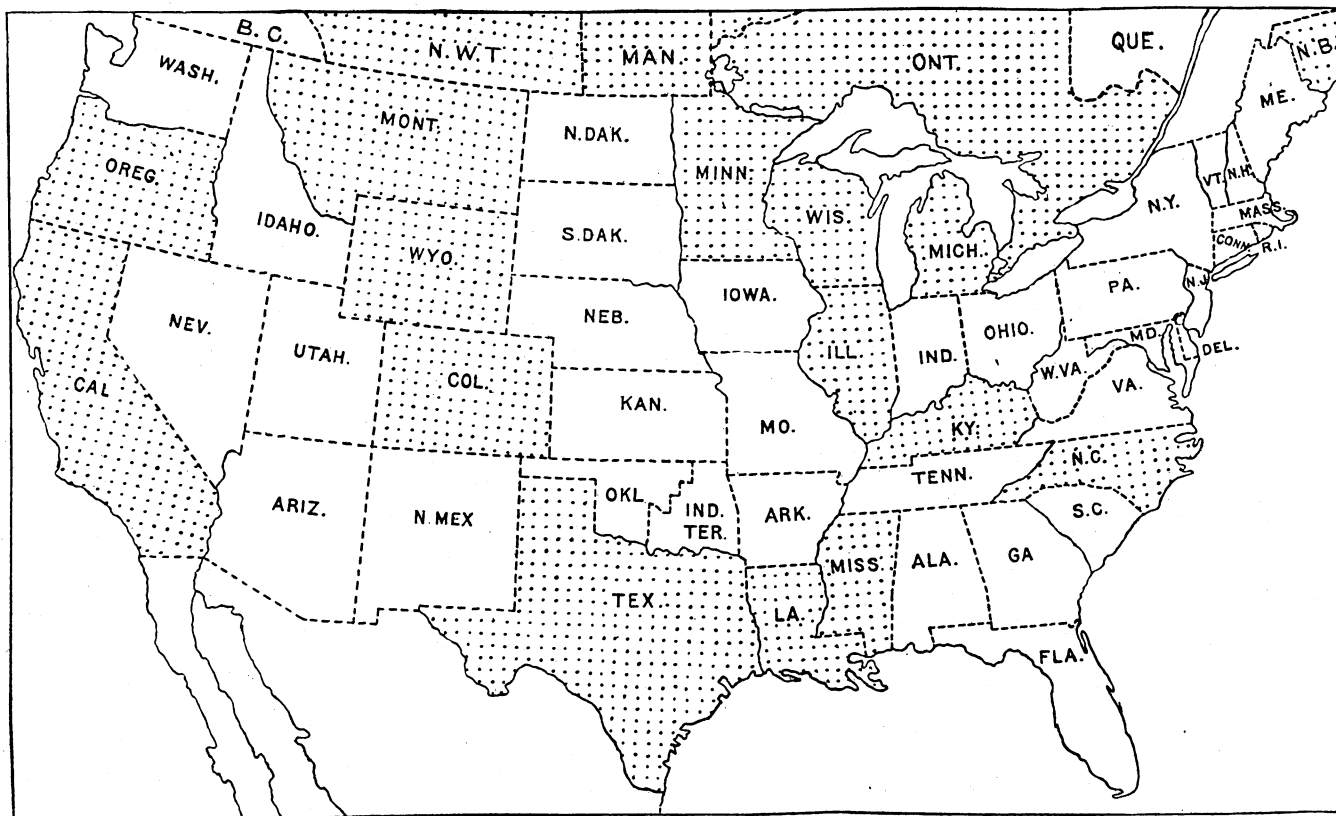 B. C.
N.W.T.
MAN.
ONT.
QUE.
N.B.
WASH.
MONT.
N.DAK.
MINN.
ME.
OREG.
IDAHO.
WYO.
S.DAK.
WIS.
MICH.
N.Y.
VT.
N.H.
MASS.
CONN.
R.I.
NEV.
UTAH.
COL.
NEB.
IOWA.
ILL.
IND.
OHIO.
PA.
N.J.
MD.
DEL.
W.VA.
VA.
CAL
KAN.
MO.
KY.
ARIZ.
N.MEX
OKL.
IND.
TER.
ARK.
TENN.
N.C.
S.C.
TEX.
LA.
MISS.
ALA.
GA
FLA.